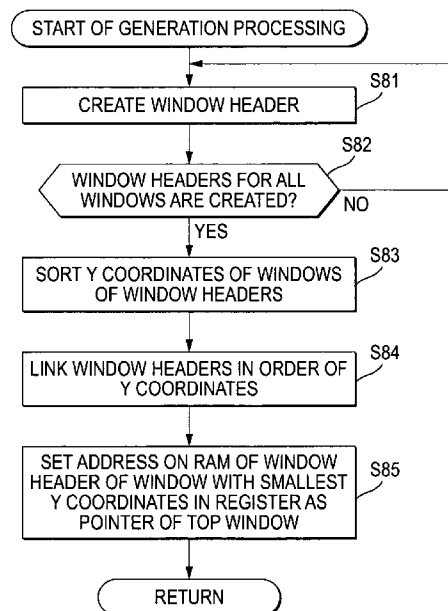 START OF GENERATION PROCESSING
S81
CREATE WINDOW HEADER
S82
WINDOW HEADERS FOR ALL
WINDOWS ARE CREATED?
NO
YES
S83
SORT Y COORDINATES OF WINDOWS
OF WINDOW HEADERS
S84
LINK WINDOW HEADERS IN ORDER OF
Y COORDINATES
S85
SET ADDRESS ON RAM OF WINDOW
HEADER OF WINDOW WITH SMALLEST
Y COORDINATES IN REGISTER AS
POINTER OF TOP WINDOW
RETURN